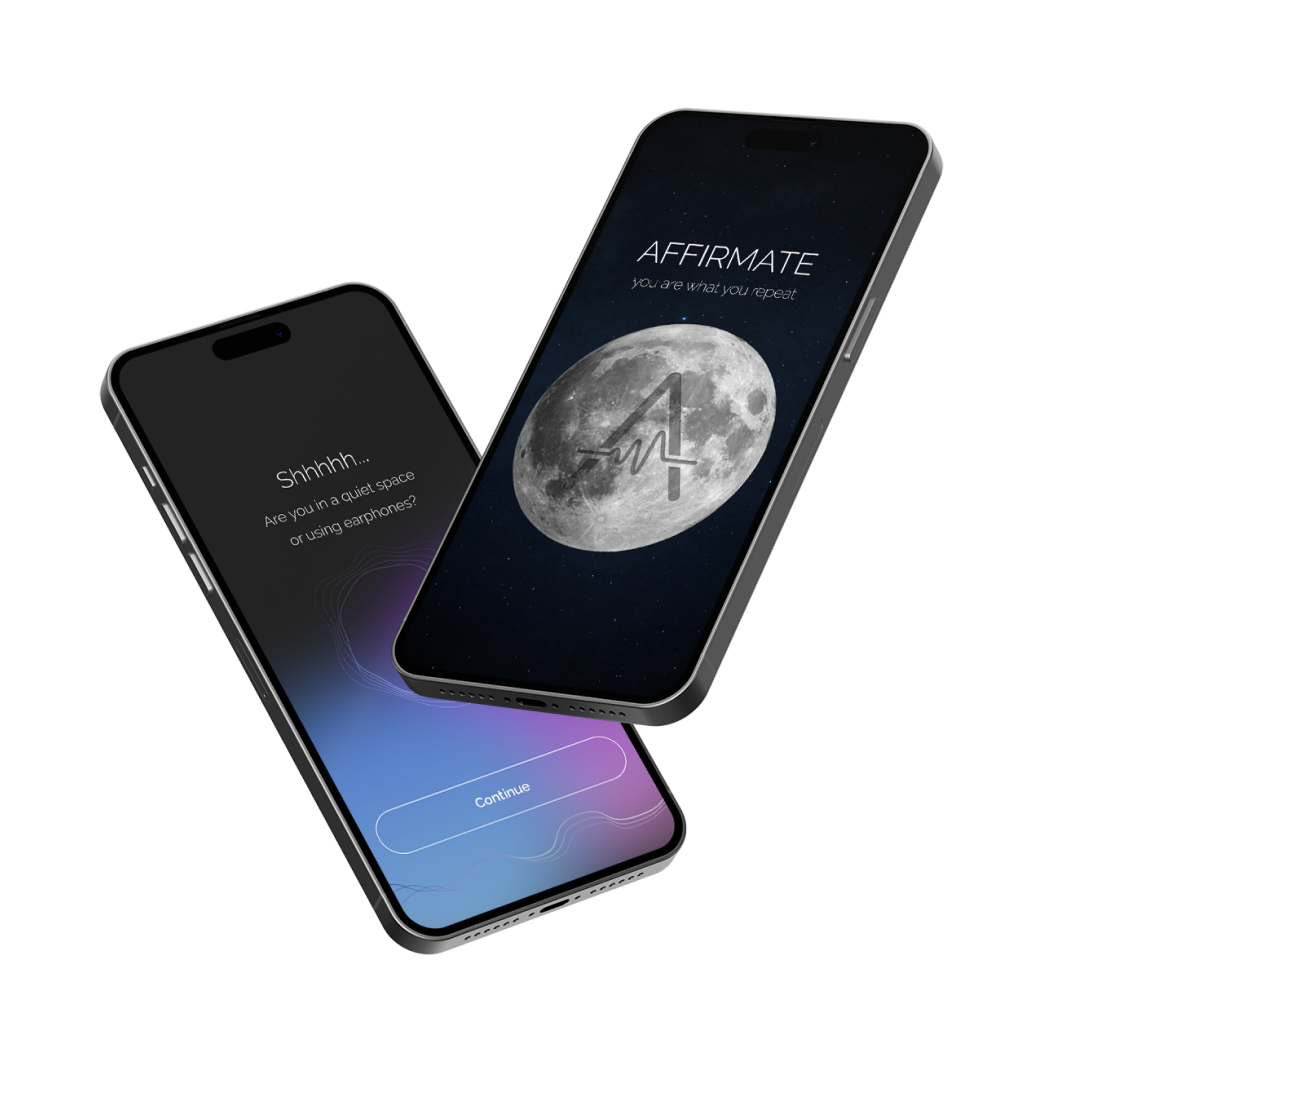 AFFIRMATE
you are what you repeat
Shhhhh...
Are you in a quiet space
or using earphones?
Continue